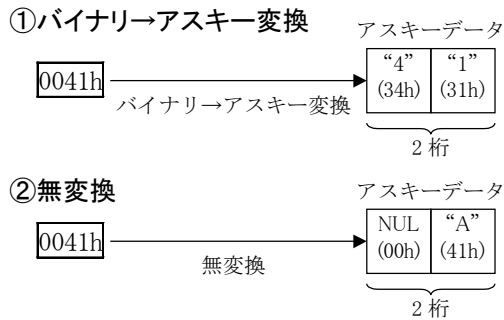 ①バイナリ→アスキー変換
アスキーデータ
0041h
“4” “1”
(34h) (31h)
バイナリ→アスキー変換
2 桁
②無変換
アスキーデータ
0041h
NUL “A”
(00h) (41h)
無変換
2 桁